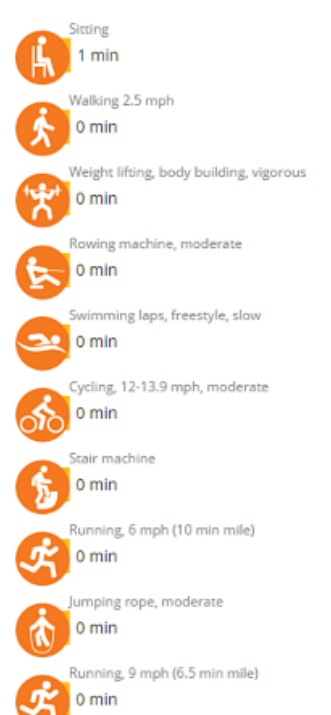 Sitting
1 min
Walking 2.5 mph
0 min
Weight lifting, body building, vigorous
0 min
Rowing machine, moderate
0 min
Swimming laps, freestyle, slow
0 min
Cycling, 12-13.9 mph, moderate
0 min
Stair machine
0 min
Running, 6 mph (10 min mile)
0 min
Jumping rope, moderate
0 min
Running, 9 mph (6.5 min mile)
0 min